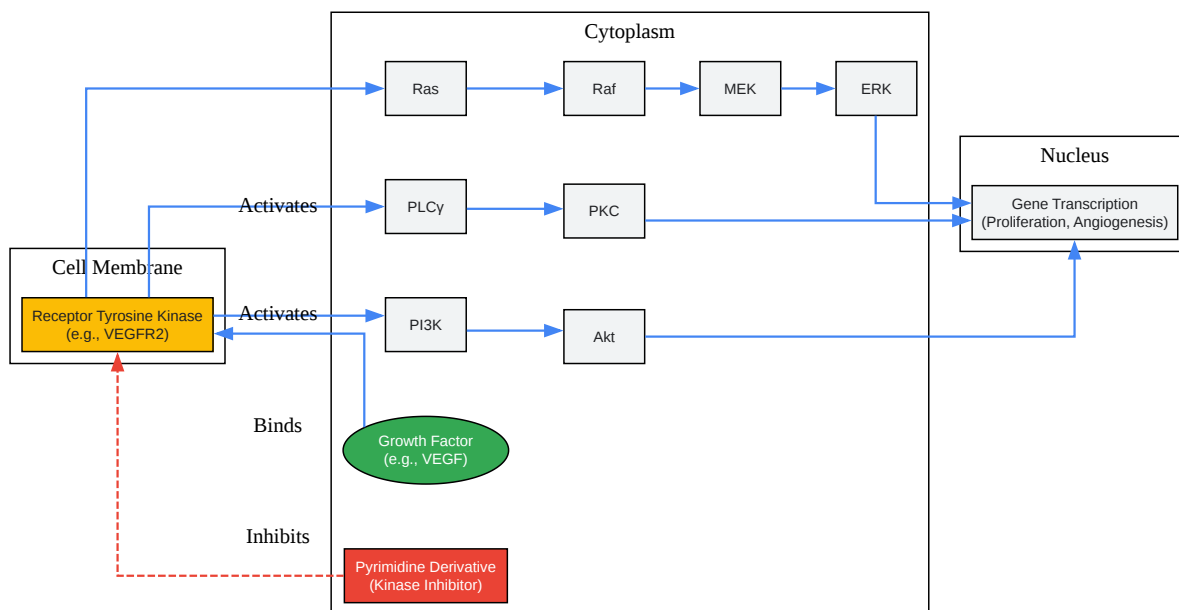 Cytoplasm
Ras
Raf
MEK
ERK
Nucleus
Activates
PLCγ
PKC
Gene Transcription
(Proliferation, Angiogenesis)
Cell Membrane
Receptor Tyrosine Kinase
(e.g., VEGFR2)
Activates
PI3K
Akt
Binds
Growth Factor
(e.g., VEGF)
Inhibits
Pyrimidine Derivative
(Kinase Inhibitor)